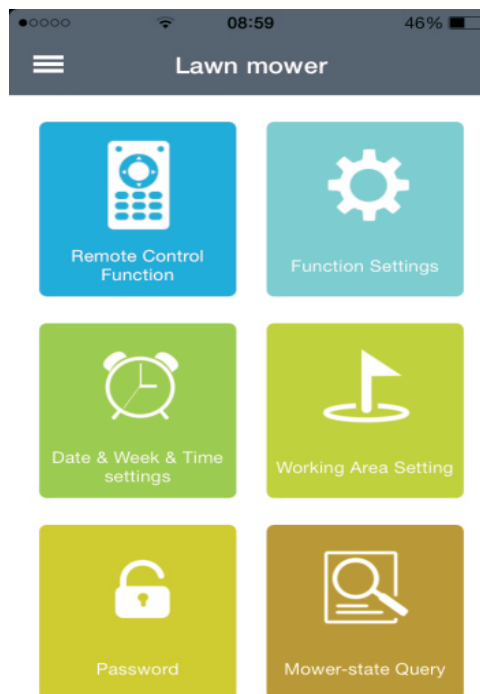 08:59
46%
Lawn mower
Remote Control
Function
Function Settings
Date & Week & Time
settings
Working Area Setting
Password
Mower-state Query